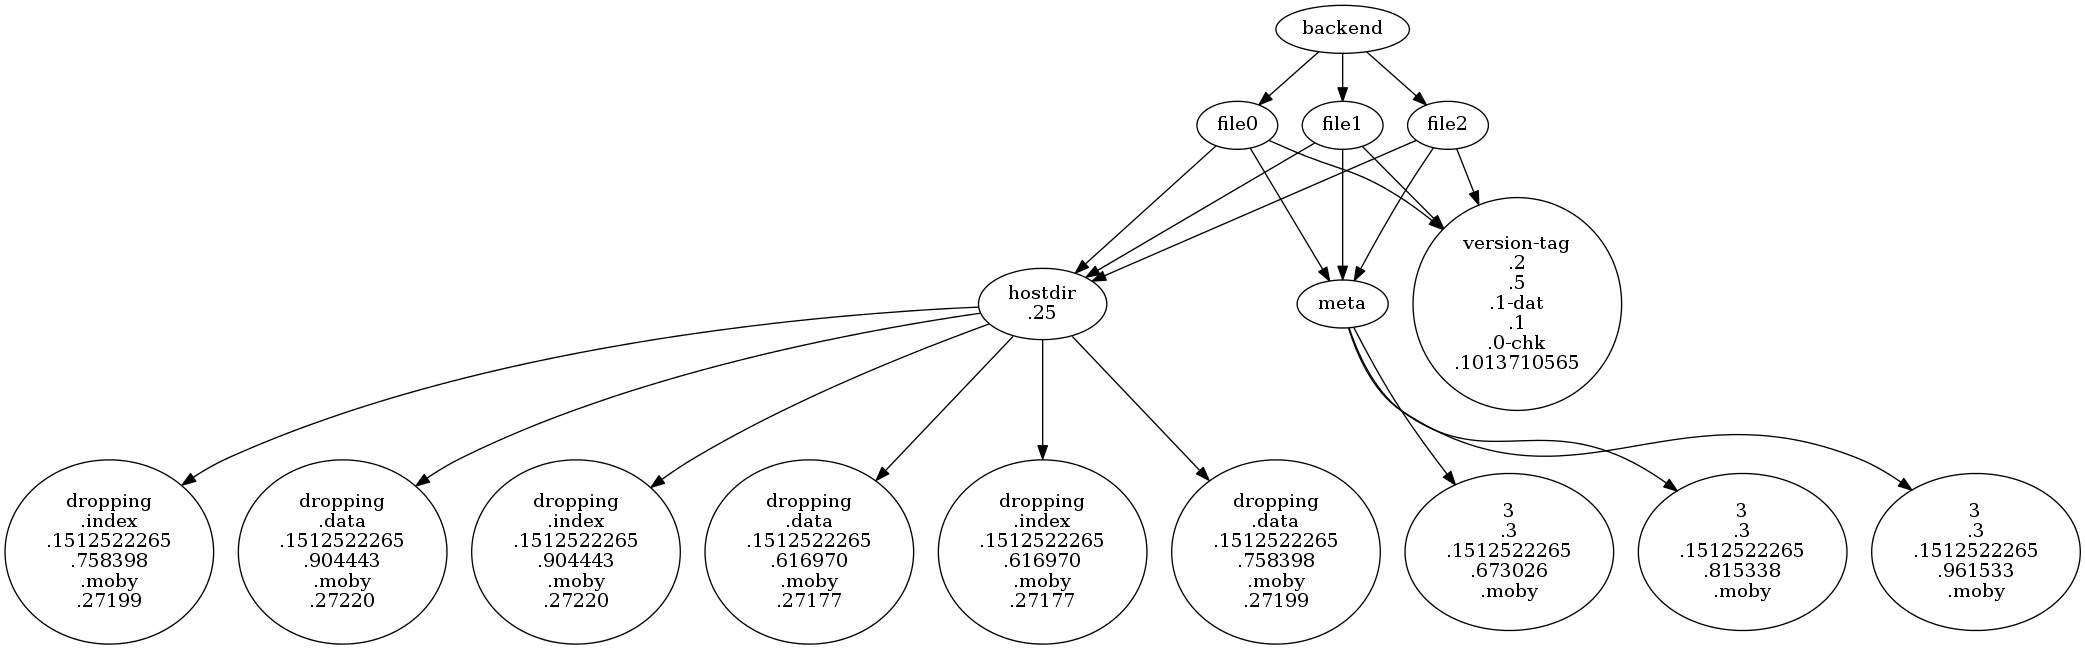 backend
file0
file1
file2
hostdir
.25
meta
version-tag
.2
.5
.1-dat
.1
.0-chk
.1013710565
dropping
.index
.1512522265
.758398
.moby
.27199
dropping
.data
.1512522265
.904443
.moby
.27220
dropping
.index
.1512522265
.904443
.moby
.27220
dropping
.data
.1512522265
.616970
.moby
.27177
dropping
.index
.1512522265
.616970
.moby
.27177
dropping
.data
.1512522265
.758398
.moby
.27199
3
.3
.1512522265
.673026
.moby
3
.3
.1512522265
.815338
.moby
3
.3
.1512522265
.961533
.moby